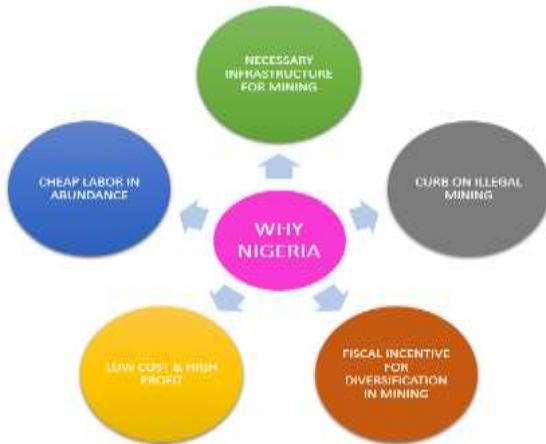 NECESSARY
INFRASTRUCTURE
FOR MINING
CHEAP LABOR IN
ABUNDANCE
CURB ON ILLEGAL
MINING
WHY
NIGERIA
LOW COST & HIGH
PROFIT
FISCAL INCENTIVE
FOR
DIVERSIFICATION
IN MINING